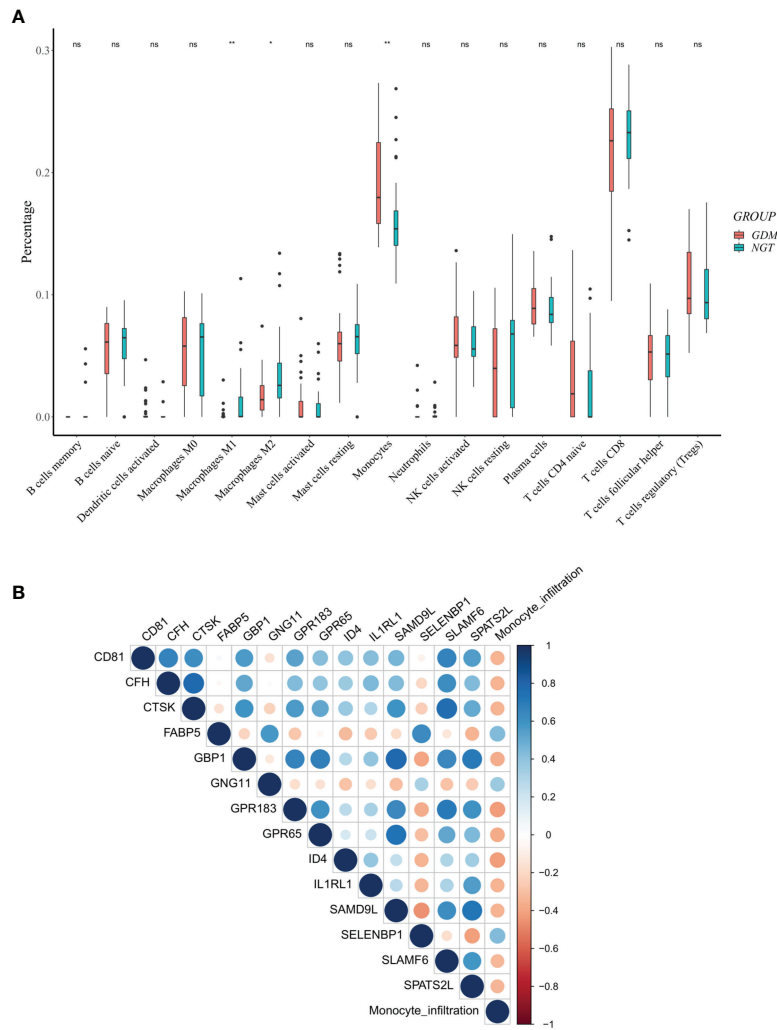 A
ns ns ns ns ** * ns ns ** ns ns ns ns ns ns ns ns
0.3
0.2
0.1
0.0
Percentage
GROUP
GDM
NGT
B cells memory
B cells naive
Dendritic cells activated
Macrophages M0
Macrophages M1
Macrophages M2
Mast cells activated
Mast cells resting
Monocytes
Neutrophils
NK cells activated
NK cells resting
Plasma cells
T cells CD4 naive
T cells CD8
T cells follicular helper
T cells regulatory (Tregs)
B
CD81
CFH
CTSK
FABP5
GBP1
GNG11
GPR183
GPR65
ID4
IL1RL1
SAMD9L
SELENBP1
SLAMF6
SPATS2L
Monocyte_infiltration
CD81
CFH
CTSK
FABP5
GBP1
GNG11
GPR183
GPR65
ID4
IL1RL1
SAMD9L
SELENBP1
SLAMF6
SPATS2L
Monocyte_infiltration
1
0.8
0.6
0.4
0.2
0
−0.2
−0.4
−0.6
−0.8
−1